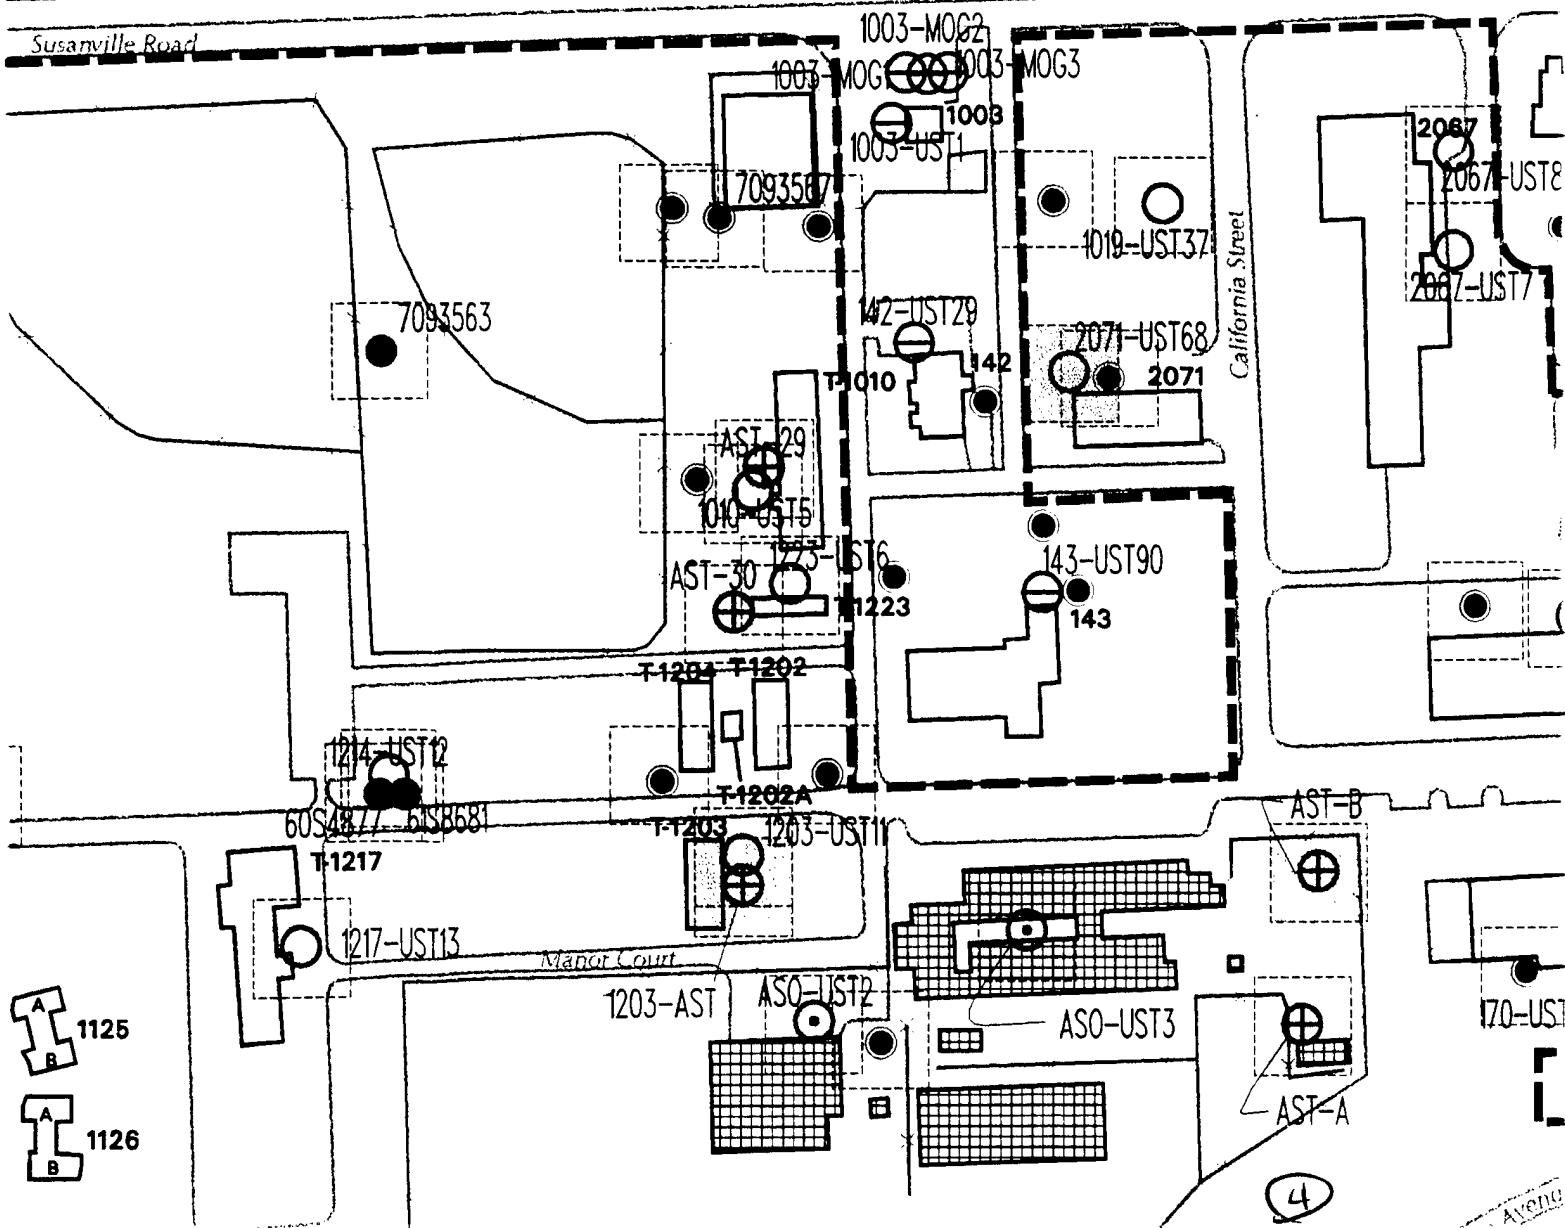 Susanville Road
1003-MOG2
1003-MOG1
1003-MOG3
1003
1003-UST1
2067
2067-UST8
7093567
1019-UST37
California Street
2067-UST7
7093563
142-UST29
142
2071-UST68
2071
T-1010
AST-29
1010-UST5
1223-UST6
AST-30
T-1223
143-UST90
143
T-1204
T-1202
1214-UST12
T-1202A
60S4877
61S8681
T-1203
1203-UST11
AST-B
T-1217
1217-UST13
Manor Court
1203-AST
ASO-UST2
ASO-UST3
170-UST
A
1125
B
AST-A
A
1126
B
4